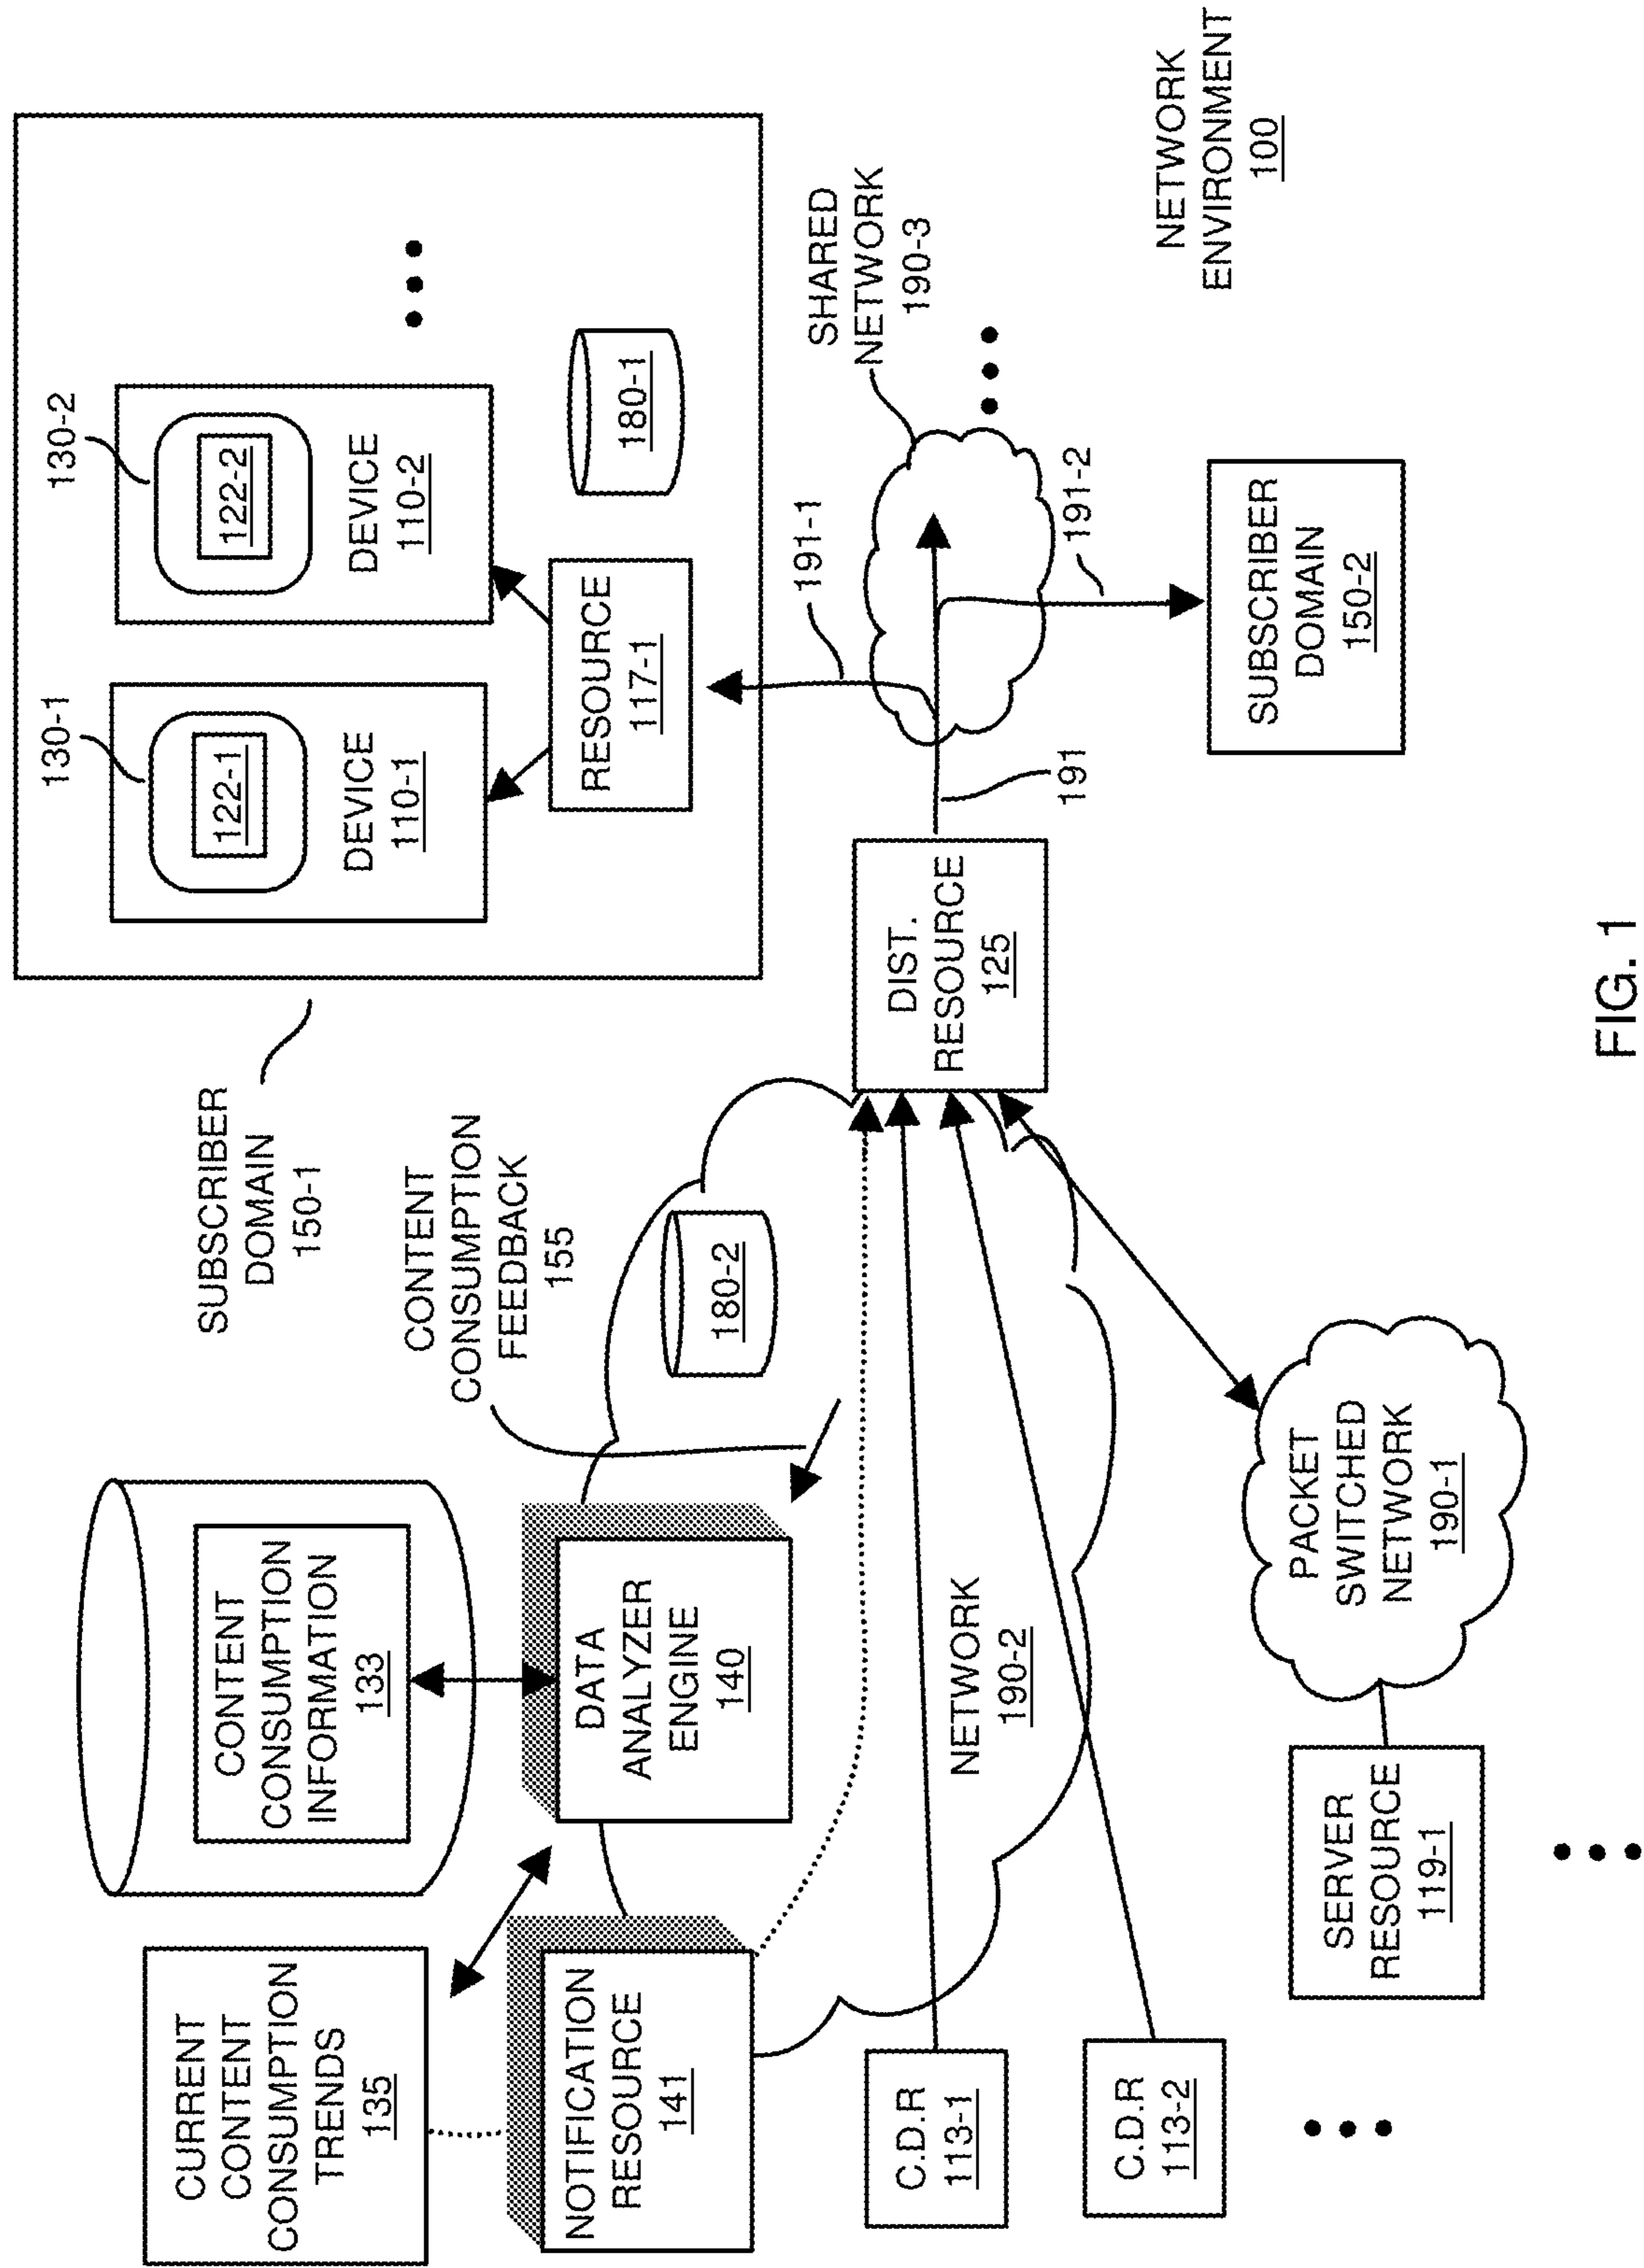 CURRENT
CONTENT
CONSUMPTION
TRENDS
135
CONTENT
CONSUMPTION
INFORMATION
133
NOTIFICATION
RESOURCE
141
DATA
ANALYZER
ENGINE
140
SUBSCRIBER
DOMAIN
150-1
CONTENT
CONSUMPTION
FEEDBACK
155
180-2
130-1
122-1
DEVICE
110-1
130-2
122-2
DEVICE
110-2
RESOURCE
117-1
180-1
C.D.R
113-1
C.D.R
113-2
NETWORK
190-2
DIST.
RESOURCE
125
191
191-1
SHARED
NETWORK
190-3
191-2
SERVER
RESOURCE
119-1
PACKET
SWITCHED
NETWORK
190-1
SUBSCRIBER
DOMAIN
150-2
NETWORK
ENVIRONMENT
100
FIG. 1